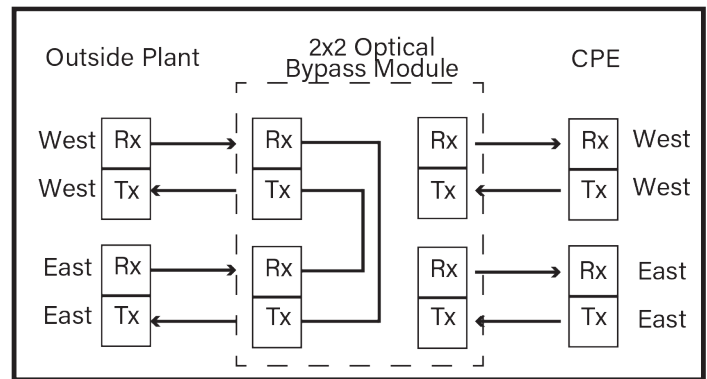 Outside Plant
2x2 Optical
Bypass Module
CPE
West Rx Rx Rx Rx West
West Tx Tx Tx Tx West
East Rx Rx Rx Rx East
East Tx Tx Tx Tx East